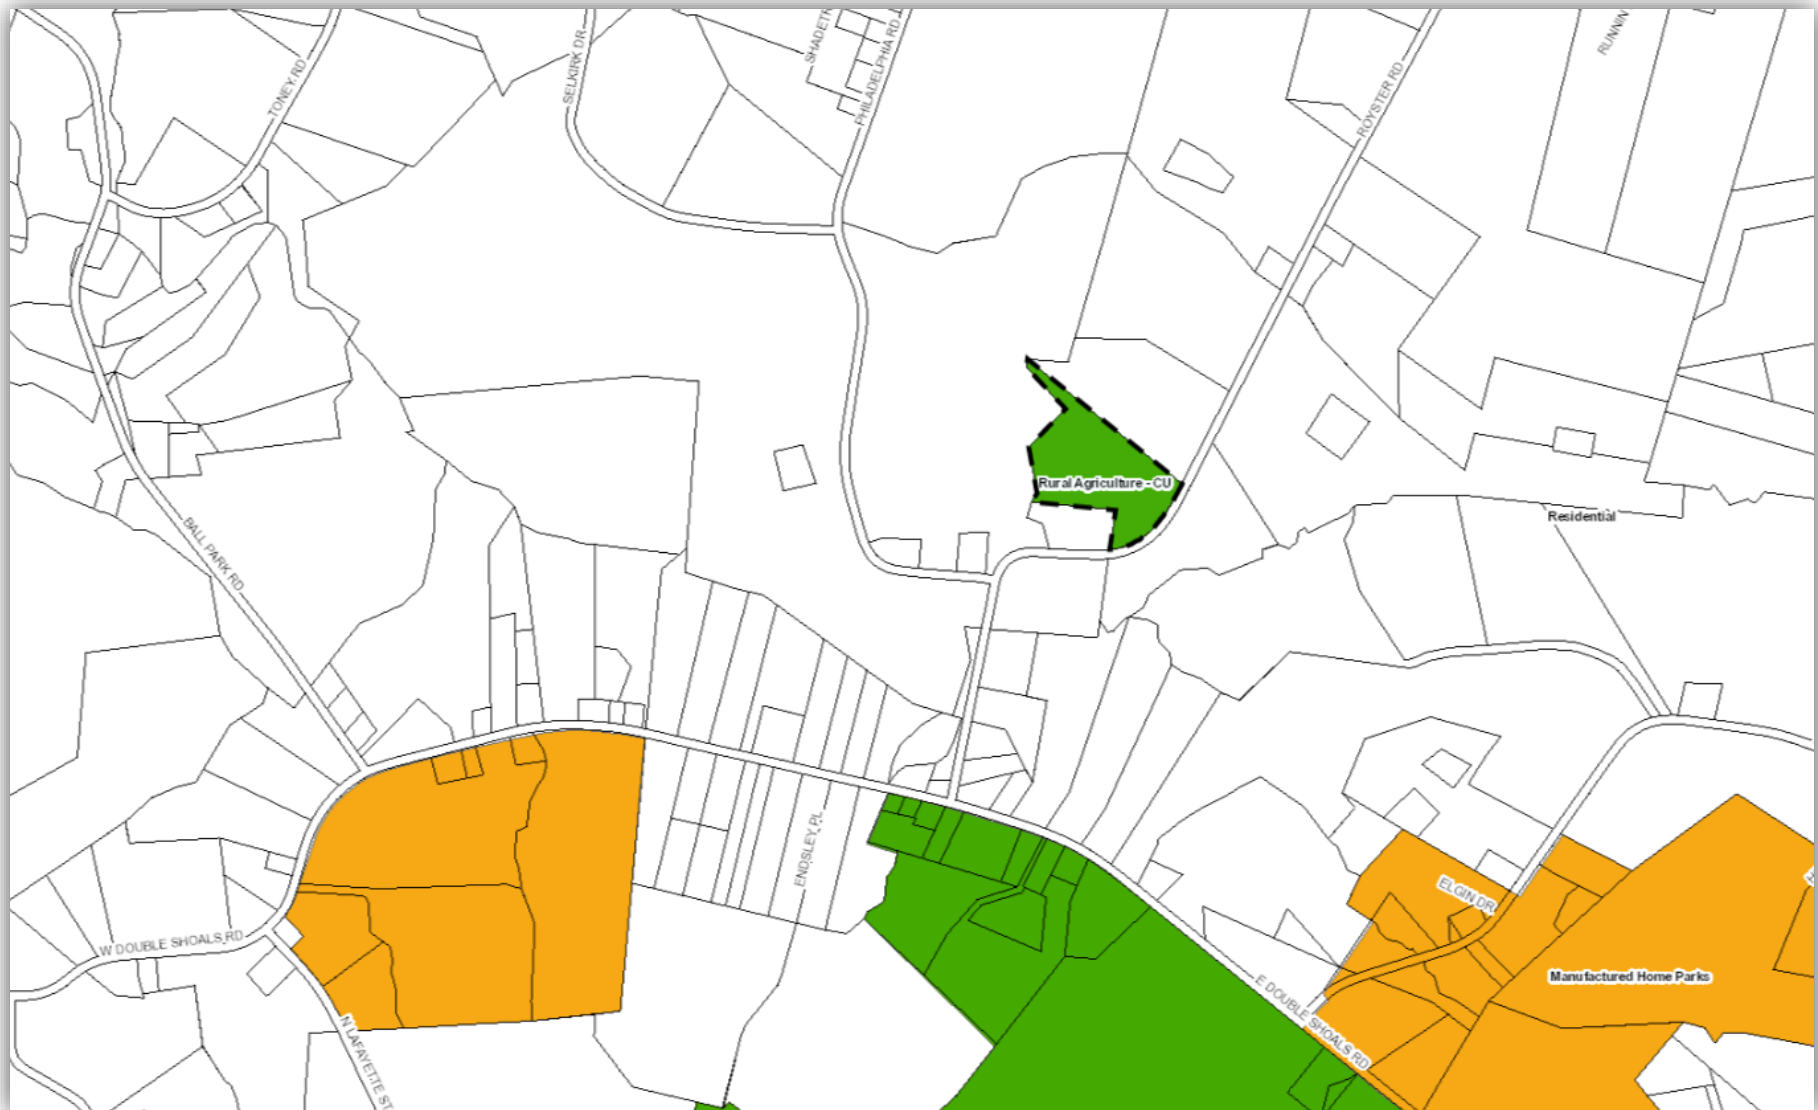 SELKIRK DR
SHADETR
PHILADELPHIA RD
RUNNIN
TONEY RD
ROYSTER RD
Rural Agriculture - CU
Residential
BALL PARK RD
ENDSLEY PL
ELGIN DR
W DOUBLE SHOALS RD
Manufactured Home Parks
E DOUBLE SHOALS RD
N LAFAYETTE ST